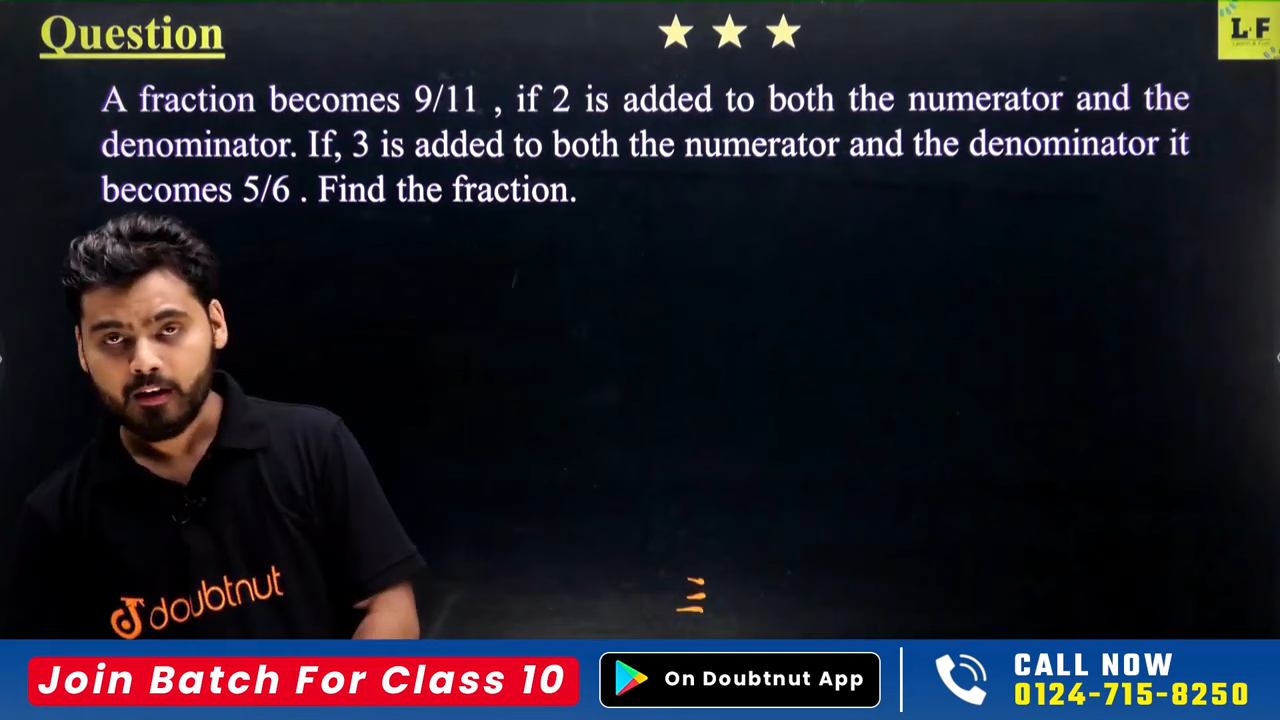 Question
L F
A fraction becomes 9/11 , if 2 is added to both the numerator and the
denominator. If, 3 is added to both the numerator and the denominator it
becomes 5/6 . Find the fraction.
doubtnut
Join Batch For Class 10
On Doubtnut App
CALL NOW
0124-715-8250